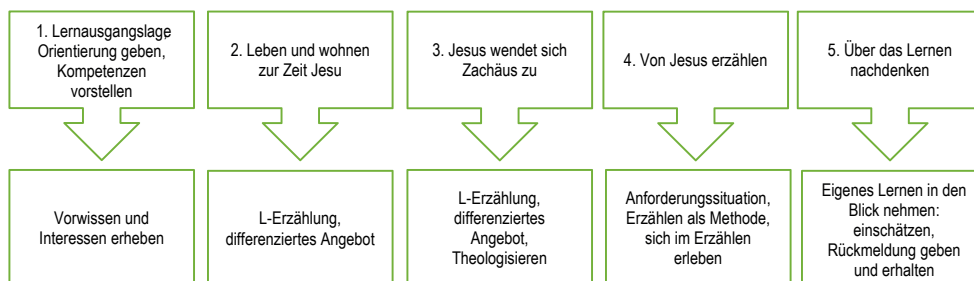 1. Lernausgangslage
Orientierung geben,
Kompetenzen
vorstellen
2. Leben und wohnen
zur Zeit Jesu
3. Jesus wendet sich
Zachäus zu
4. Von Jesus erzählen
5. Über das Lernen
nachdenken
Vorwissen und
Interessen erheben
L-Erzählung,
differenziertes Angebot
L-Erzählung,
differenziertes
Angebot,
Theologisieren
Anforderungssituation,
Erzählen als Methode,
sich im Erzählen
erleben
Eigenes Lernen in den
Blick nehmen:
einschätzen,
Rückmeldung geben
und erhalten